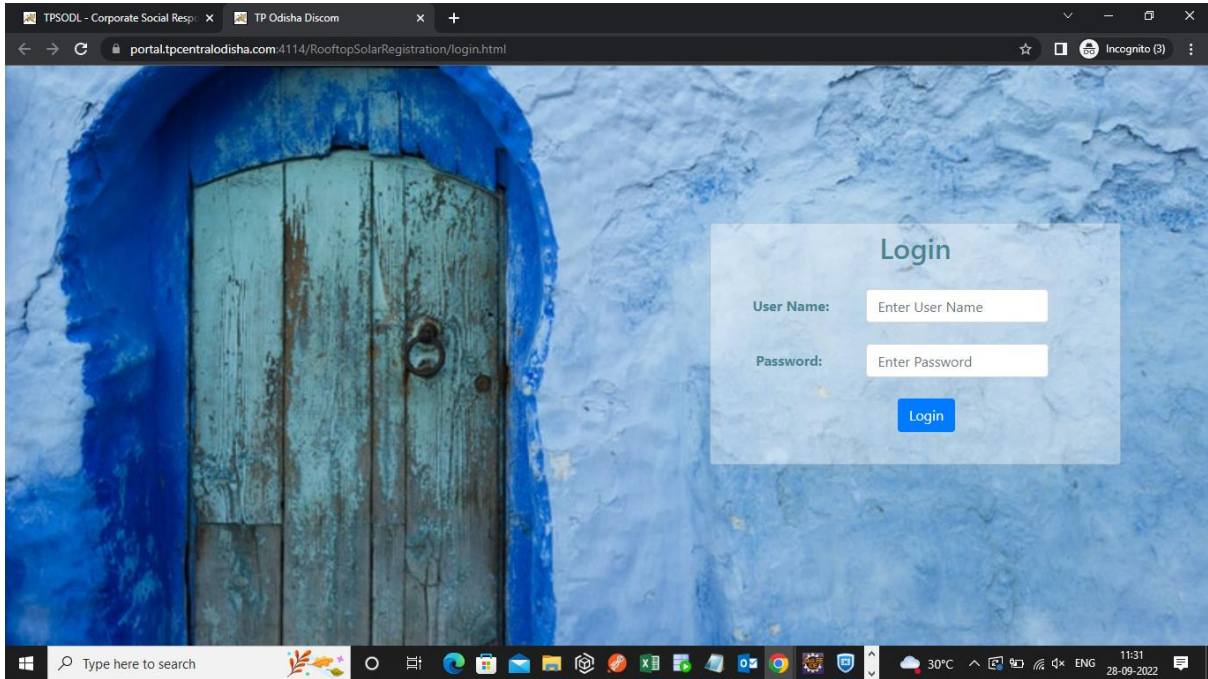 TPSODL - Corporate Social Respo
TP Odisha Discom
portal.tpcentralodisha.com:4114/RooftopSolarRegistration/login.html
Incognito (3)
Login
User Name:
Enter User Name
Password:
Enter Password
Login
Type here to search
30°C
ENG
11:31
28-09-2022